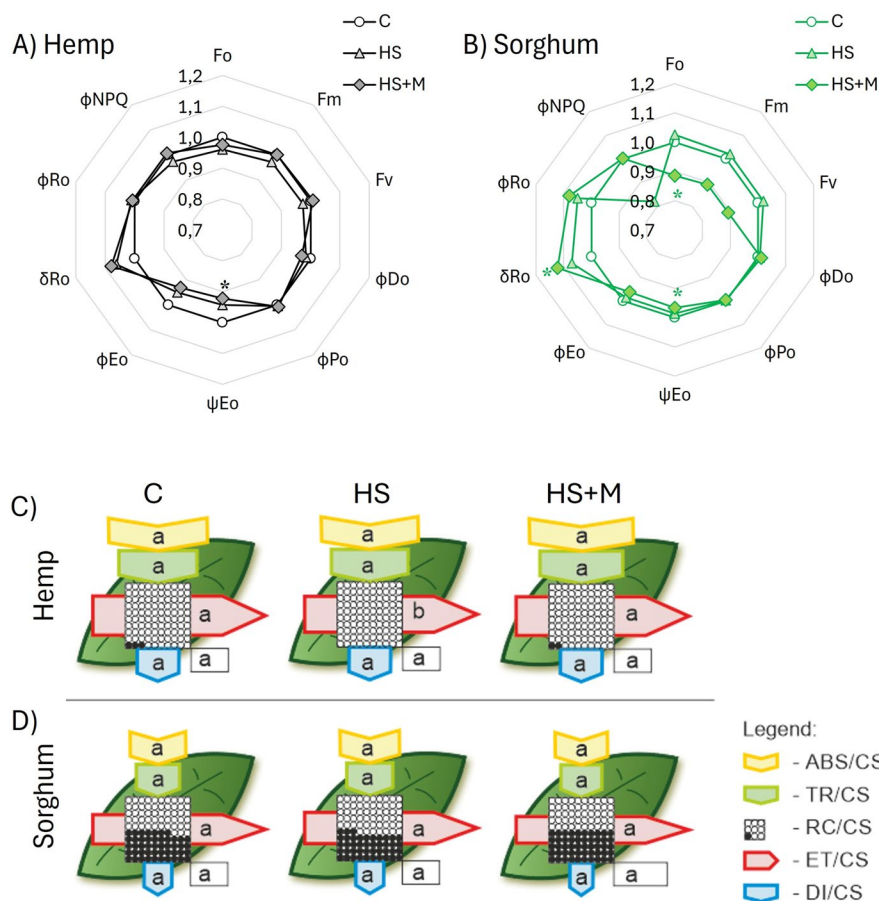 A) Hemp
C
HS
HS+M
Fo
Fm
Fv
ϕDo
ϕPo
ψEo
ϕEo
δRo
ϕRo
ϕNPQ
1,2
1,1
1,0
0,9
0,8
0,7
*
B) Sorghum
C
HS
HS+M
Fo
Fm
Fv
ϕDo
ϕPo
ψEo
ϕEo
δRo
ϕRo
ϕNPQ
1,2
1,1
1,0
0,9
0,8
0,7
*
*
*
C)
C HS HS+M
Hemp
a a a
a a a
a b a
a a a a a a
D)
Sorghum
a a a
a a a
a a a
a a a a a a
Legend:
- ABS/CS
- TR/CS
- RC/CS
- ET/CS
- DI/CS